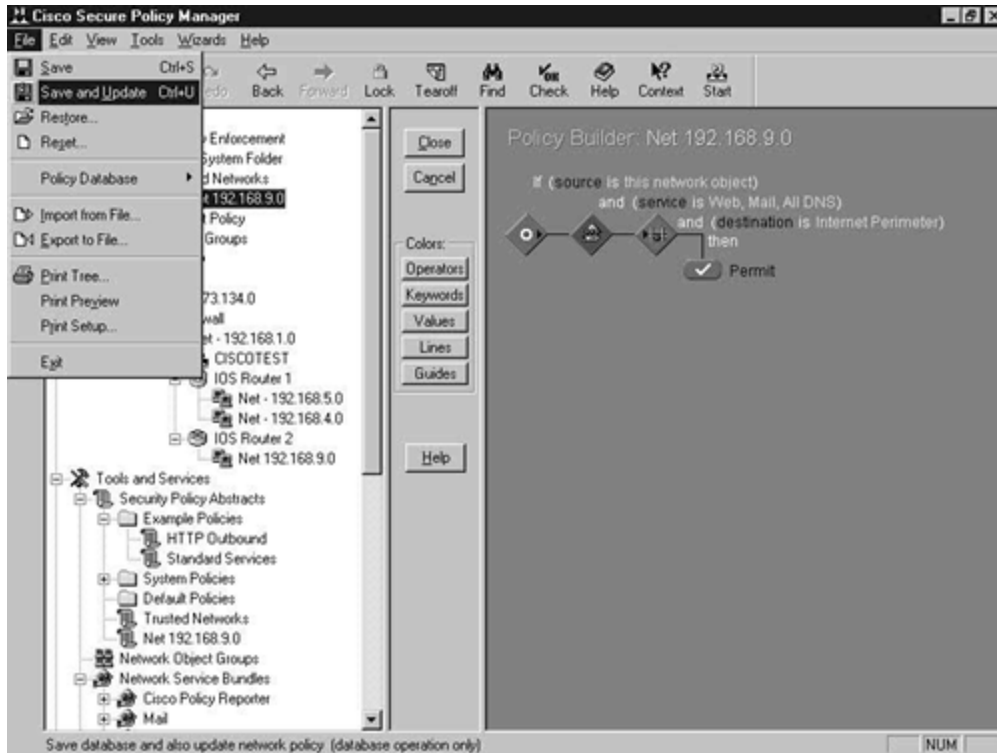 Cisco Secure Policy Manager
File Edit View Tools Wizards Help
Save Ctrl+S
Save and Update Ctrl+U
Restore...
Reset...
Policy Database
Import from File...
Export to File...
Print Tree...
Print Preview
Print Setup...
Exit
edo Back Forward Lock Tearoff Find Check Help Context Start
OK
Enforcement
System Folder
d Networks
t 192.168.9.0
t Policy
Groups
73.134.0
wall
et - 192.168.1.0
CISCOTEST
IOS Router 1
Net - 192.168.5.0
Net - 192.168.4.0
IOS Router 2
Net 192.168.9.0
Tools and Services
Security Policy Abstracts
Example Policies
HTTP Outbound
Standard Services
System Policies
Default Policies
Trusted Networks
Net 192.168.9.0
Network Object Groups
Network Service Bundles
Cisco Policy Reporter
Mail
Close
Cancel
Colors:
Operators
Keywords
Values
Lines
Guides
Help
Policy Builder: Net 192.168.9.0
If (source is this network object)
and (service is Web, Mail, All DNS)
and (destination is Internet Perimeter)
then
Permit
Save database and also update network policy (database operation only)
NUM